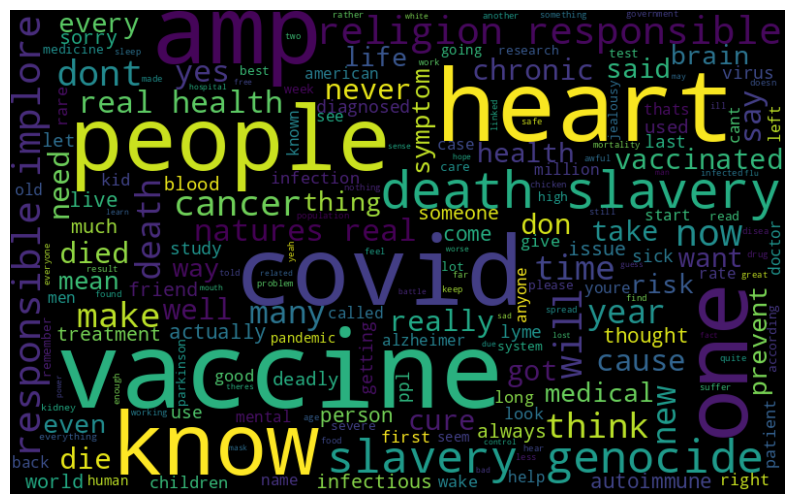 every
sorry
medicine
sleep
amp
religion responsible
rather
white
another
something
government
two
dont
yes
best
made
life
american
week
going
research
brain
said
test
virus
may
doesn
implore
real health
hospital
free
never
diagnosed
symptom
chronic
work
ill
thats
used
cant
say
left
rare
let
need
people
known
see
heart
linked
safe
jealousy
case
health
mortality
vaccinated
last
old
kid
blood
infection
sense
hope
care
million
awful
infected
flu
live
cancer
thing
nothing
death slavery
chicken
high
man
much
learn
natures real
population
someone
don
still
start
read
disea
responsible
death
died
study
yeah
come
give
take now
doctor
everyone
mean
result
way
told
feel
worse
lot
issue
sick
want
drug
men
found
friend
related
mouth
problem
covid
far
keep
please
youre
risk
rate
great
anyone
time
guess
find
according
make
well
called
many
battle
really
sad
due
spread
year
prevent
remember
treatment
actually
pandemic
alzheimer
lyme
system
lost
will
thought
cause
fact
quite
one
vaccine
power
enough
theres
good
deadly
parkinson
getting
ppl
got
long
new
medical
suffer
kidney
use
person
cure
look
even
working
mental
age
first
seem
always
think
patient
everything
die
know
severe
food
control
hear
less
back
mask
slavery genocide
bad
world
human
children
name
infectious
wake
help
autoimmune
right